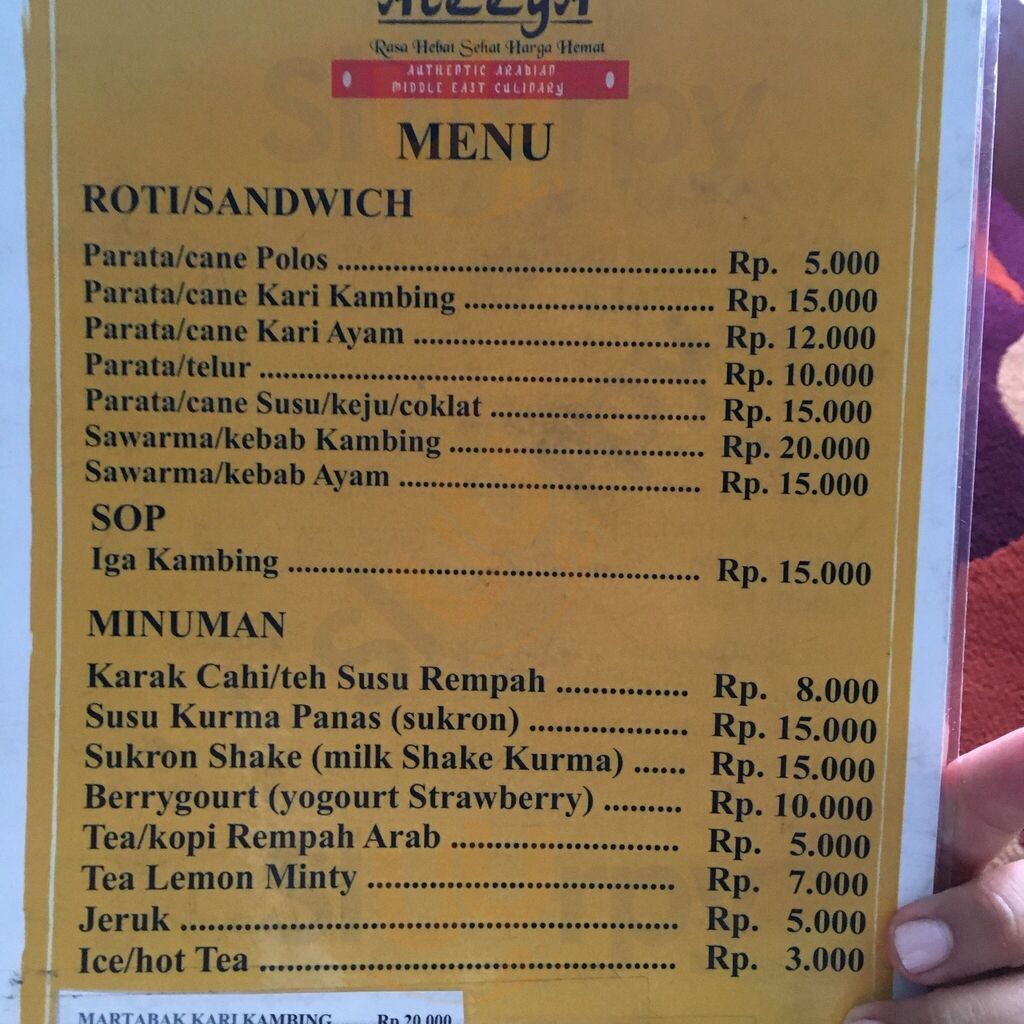 Rasa Hebat Sehat Harga Hemat
AUTHENTIC ARABIAN
MIDDLE EAST CULINARY
MENU
ROTI/SANDWICH
Parata/cane Polos ................................................ Rp. 5.000
Parata/cane Kari Kambing ................................ Rp. 15.000
Parata/cane Kari Ayam ...................................... Rp. 12.000
Parata/telur ......................................................... Rp. 10.000
Parata/cane Susu/keju/coklat ........................... Rp. 15.000
Sawarma/kebab Kambing ................................ Rp. 20.000
Sawarma/kebab Ayam ...................................... Rp. 15.000
SOP
Iga Kambing .................................................... Rp. 15.000
MINUMAN
Karak Cahi/teh Susu Rempah ................ Rp. 8.000
Susu Kurma Panas (sukron) ................... Rp. 15.000
Sukron Shake (milk Shake Kurma) ...... Rp. 15.000
Berrygourt (yogourt Strawberry) ......... Rp. 10.000
Tea/kopi Rempah Arab ............................ Rp. 5.000
Tea Lemon Minty ..................................... Rp. 7.000
Jeruk ............................................................ Rp. 5.000
Ice/hot Tea .................................................. Rp. 3.000
MARTABAK KARI KAMBING ....... Rp 20.000